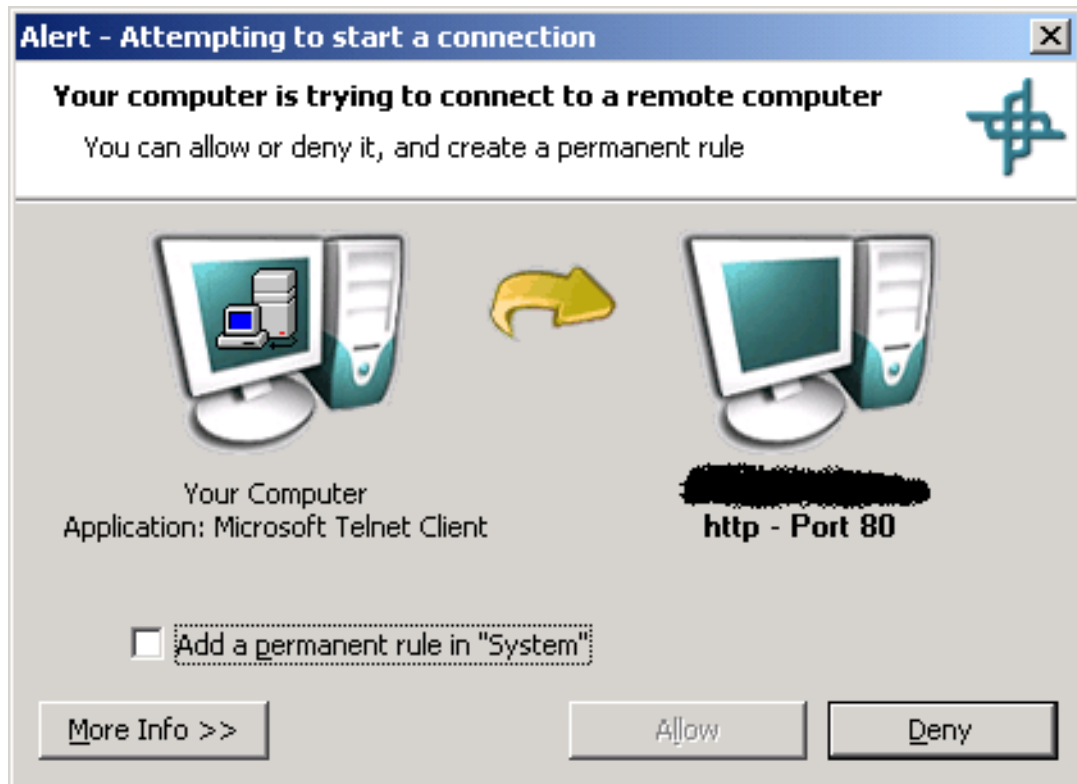 Alert - Attempting to start a connection
Your computer is trying to connect to a remote computer
You can allow or deny it, and create a permanent rule
Your Computer
Application: Microsoft Telnet Client
http - Port 80
Add a permanent rule in "System"
More Info >>
Allow
Deny